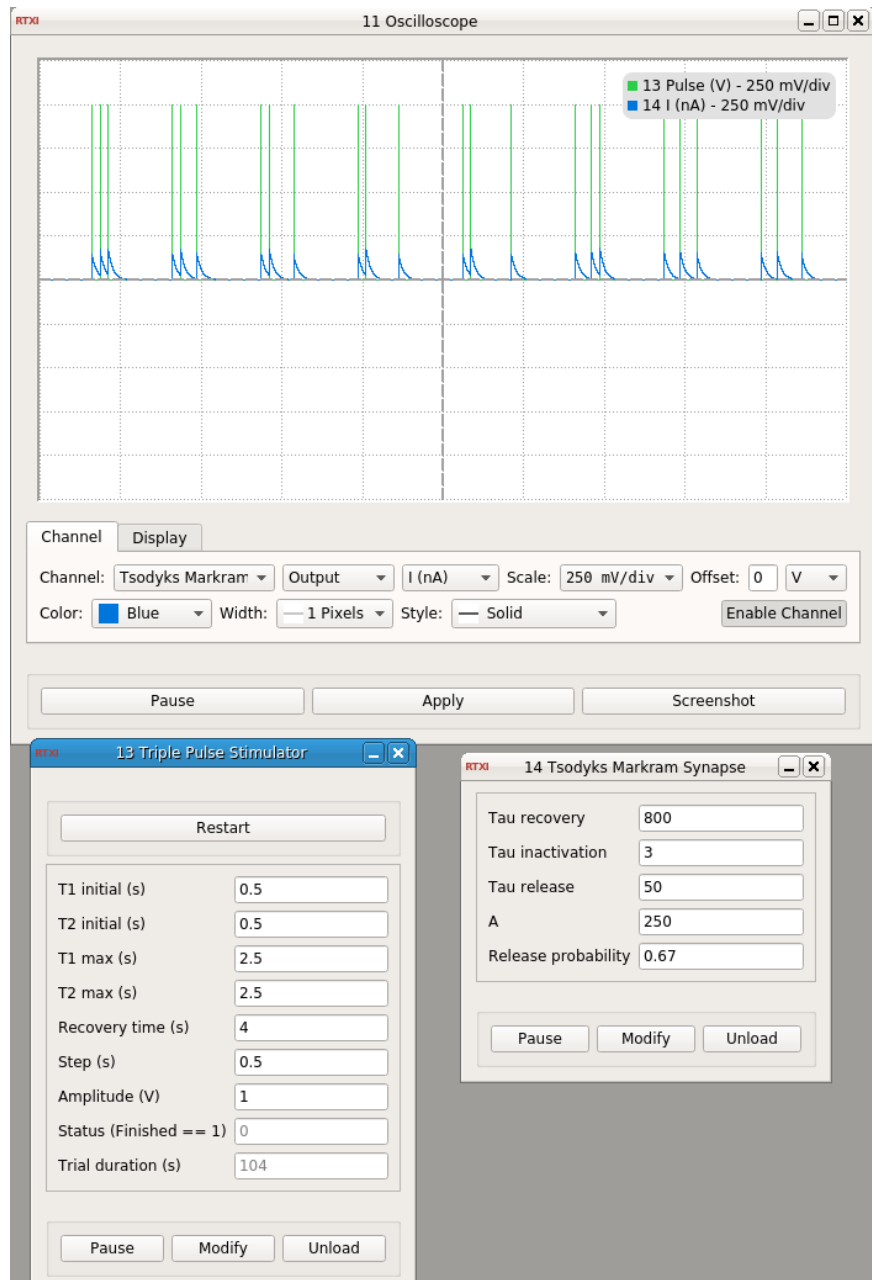 RTXI 11 Oscilloscope
13 Pulse (V) - 250 mV/div
14 I (nA) - 250 mV/div
Channel Display
Channel: Tsodyks Markram Output I (nA) Scale: 250 mV/div Offset: 0 V
Color: Blue Width: 1 Pixels Style: Solid Enable Channel
Pause Apply Screenshot
RTXI 13 Triple Pulse Stimulator
Restart
T1 initial (s) 0.5
T2 initial (s) 0.5
T1 max (s) 2.5
T2 max (s) 2.5
Recovery time (s) 4
Step (s) 0.5
Amplitude (V) 1
Status (Finished == 1) 0
Trial duration (s) 104
Pause Modify Unload
RTXI 14 Tsodyks Markram Synapse
Tau recovery 800
Tau inactivation 3
Tau release 50
A 250
Release probability 0.67
Pause Modify Unload